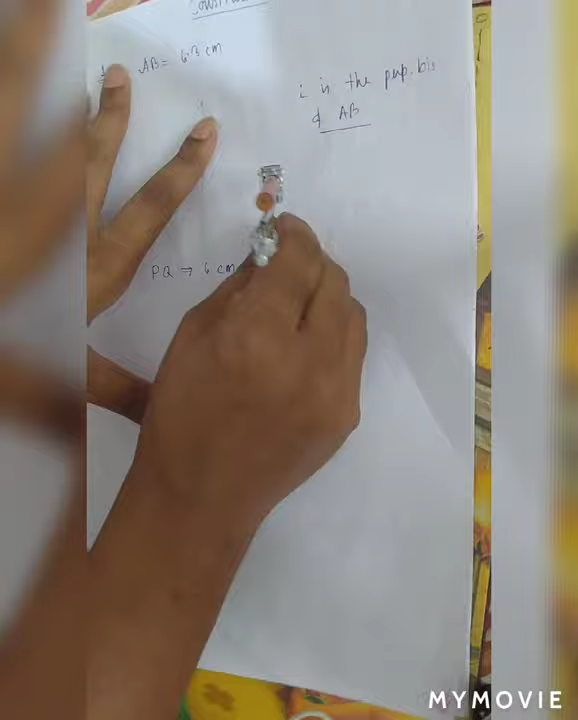 AB = 6.3 cm
l is the perp. bis
of AB
PQ ⇒ 6 cm
MYMOVIE